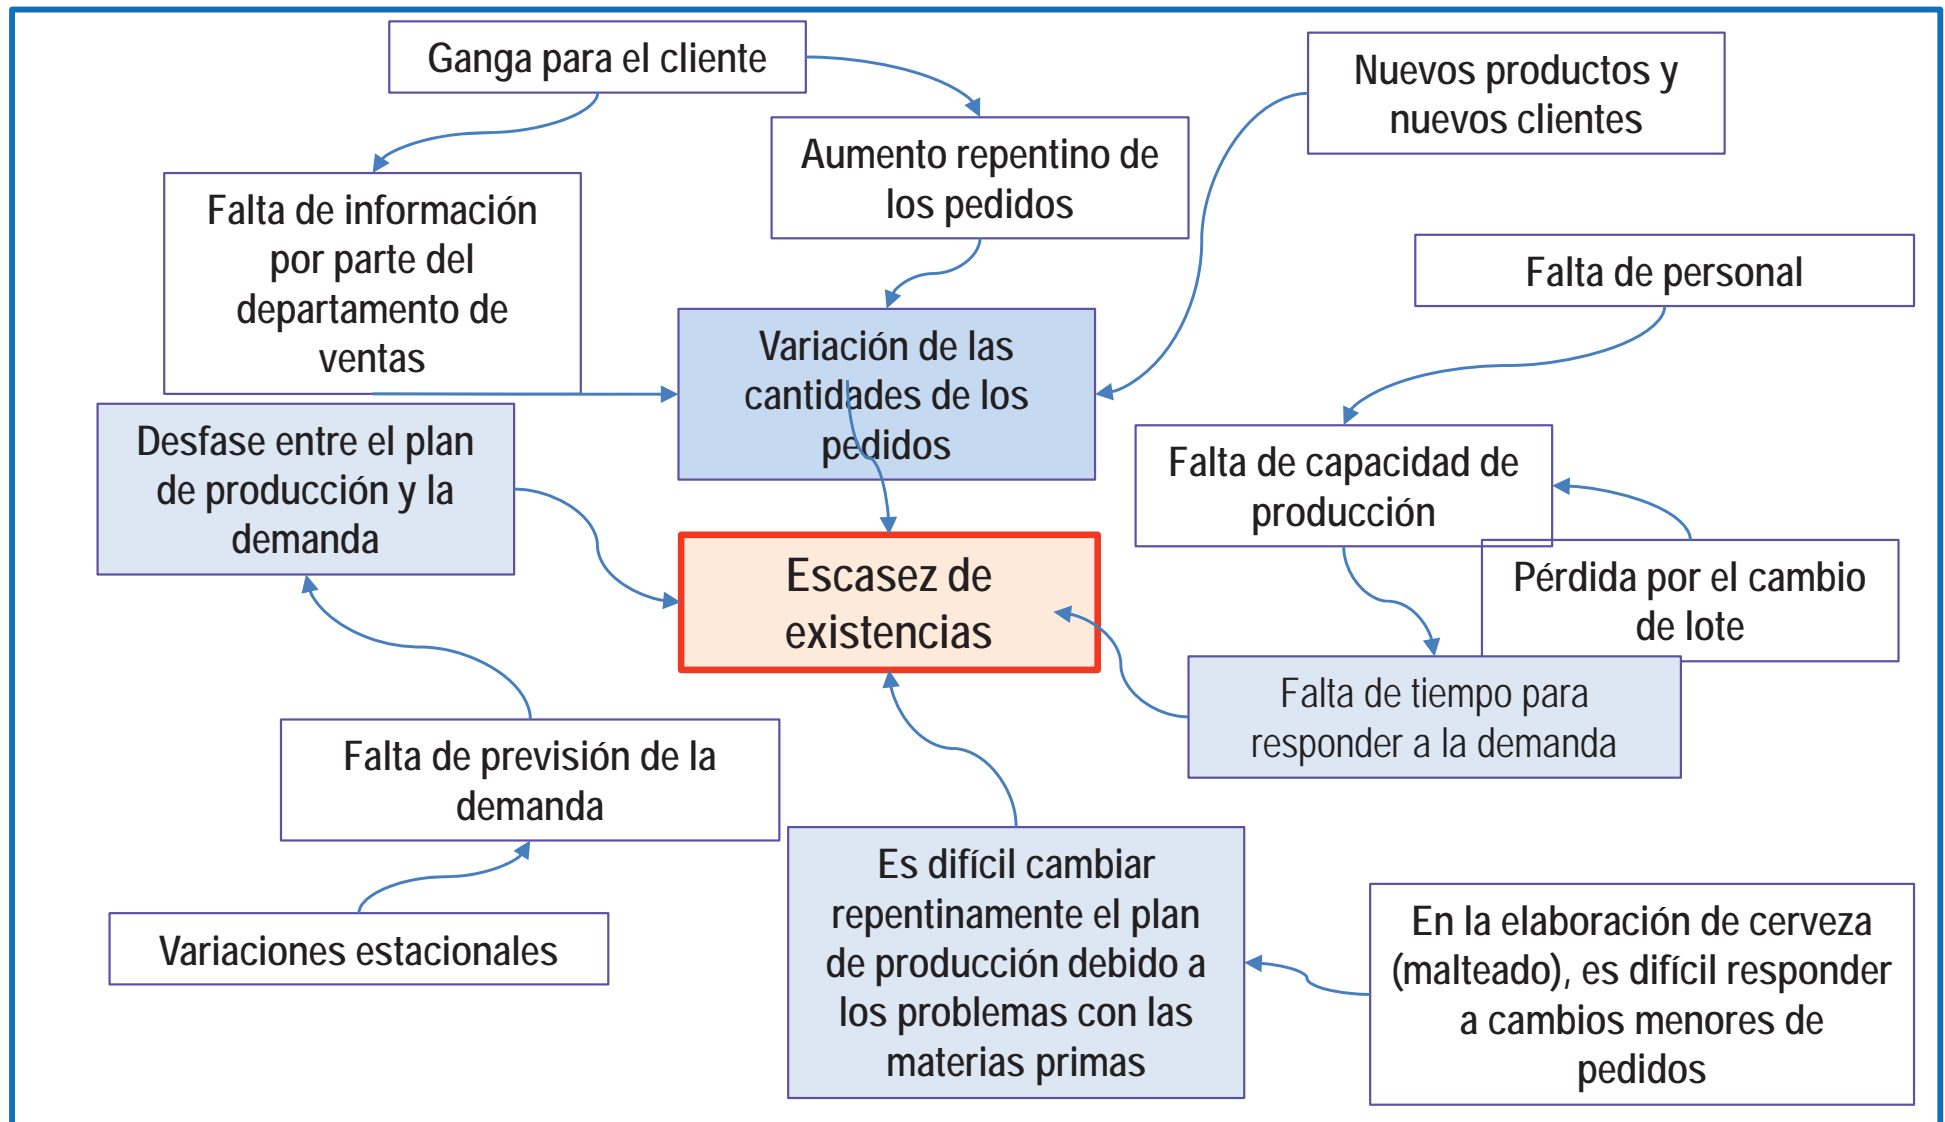 Ganga para el cliente
Nuevos productos y
nuevos clientes
Aumento repentino de
los pedidos
Falta de información
por parte del
departamento de
ventas
Falta de personal
Variación de las
cantidades de los
pedidos
Desfase entre el plan
de producción y la
demanda
Falta de capacidad de
producción
Escasez de
existencias
Pérdida por el cambio
de lote
Falta de tiempo para
responder a la demanda
Falta de previsión de la
demanda
Es difícil cambiar
repentinamente el plan
de producción debido a
los problemas con las
materias primas
Variaciones estacionales
En la elaboración de cerveza
(malteado), es difícil responder
a cambios menores de
pedidos